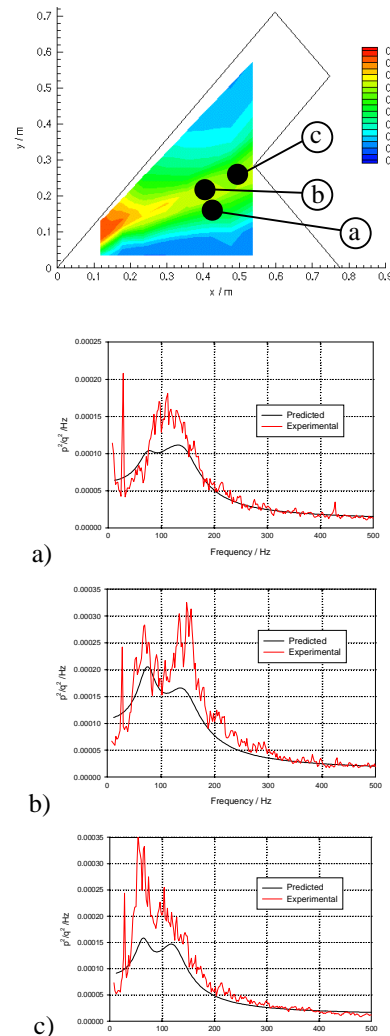 0.7
0.6
0.5
0.4
0.3
0.2
0.1
0
y / m
0 0.1 0.2 0.3 0.4 0.5 0.6 0.7 0.8 0.9
x / m
c
b
a
0.00025
0.00020
0.00015
0.00010
0.00005
0.00000
p²/q² /Hz
Predicted
Experimental
0 100 200 300 400 500
Frequency / Hz
a)
0.00035
0.00030
0.00025
0.00020
0.00015
0.00010
0.00005
0.00000
p²/q² /Hz
Predicted
Experimental
0 100 200 300 400 500
Frequency / Hz
b)
0.00035
0.00030
0.00025
0.00020
0.00015
0.00010
0.00005
0.00000
p²/q² /Hz
Predicted
Experimental
0 100 200 300 400 500
c)